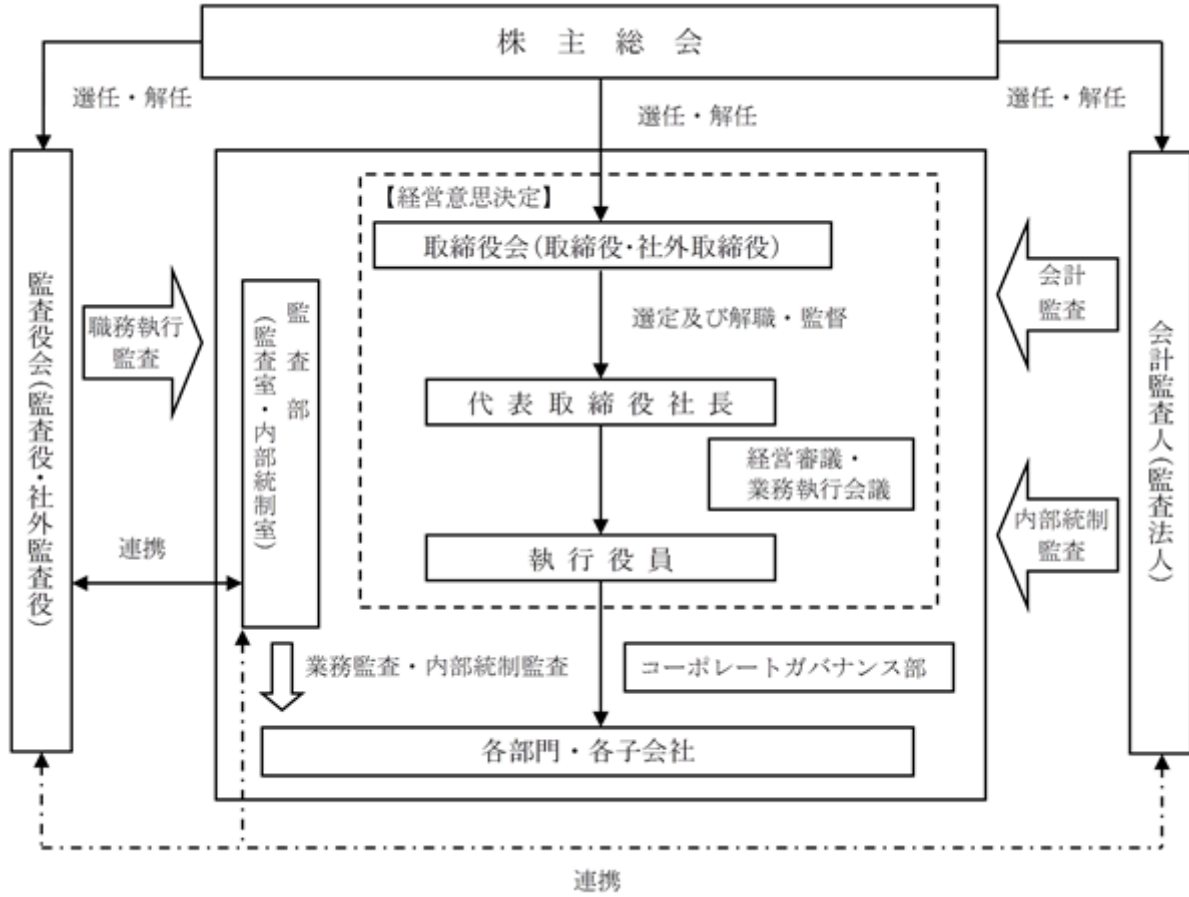 株主総会
選任・解任
選任・解任
選任・解任
【経営意思決定】
取締役会(取締役・社外取締役)
選定及び解職・監督
代表取締役社長
経営審議・
業務執行会議
執行役員
監査役会(監査役・社外監査役)
職務執行
監査
監査部
(監査室・内部統制室)
連携
会計
監査
内部統制
監査
会計監査人(監査法人)
業務監査・内部統制監査
コーポレートガバナンス部
各部門・各子会社
連携